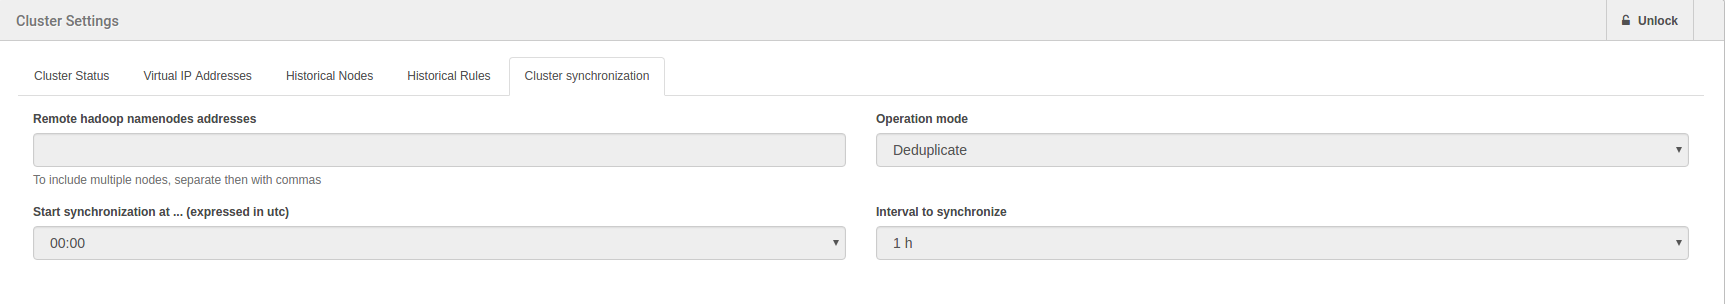 Cluster Settings
Unlock
Cluster Status
Virtual IP Addresses
Historical Nodes
Historical Rules
Cluster synchronization
Remote hadoop namenodes addresses
Operation mode
Deduplicate
To include multiple nodes, separate then with commas
Start synchronization at ... (expressed in utc)
Interval to synchronize
00:00
1 h